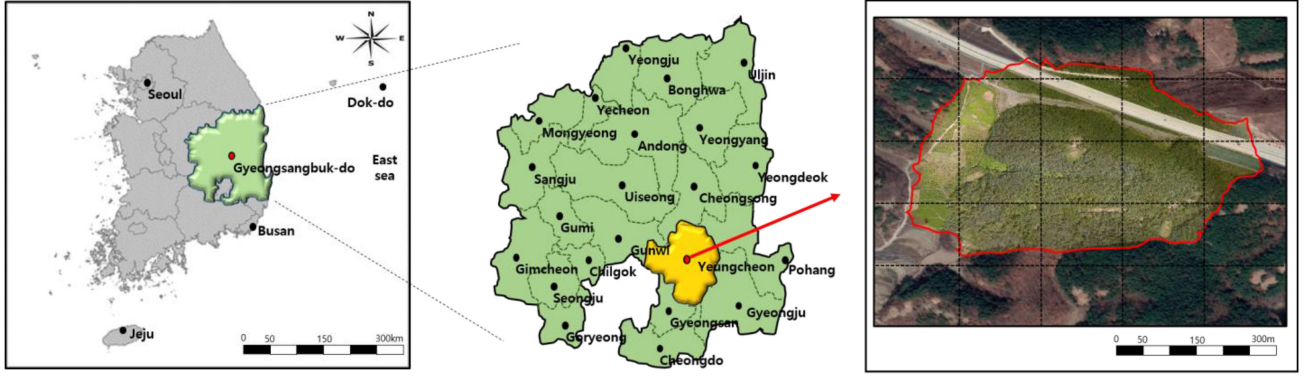 N
W
E
S
Seoul
Dok-do
East
sea
Gyeongsangbuk-do
Busan
Jeju
0 50 150 300km
Yeongju
Uljin
Bonghwa
Yecheon
Mongyeong
Andong
Yeongyang
Sangju
Yeongdeok
Uiseong
Cheongsong
Gumi
Gunwi
Gimcheon
Chilgok
Yeungcheon
Pohang
Seongju
Gyeongsan
Gyeongju
Goryeong
Cheongdo
0 50 150 300m